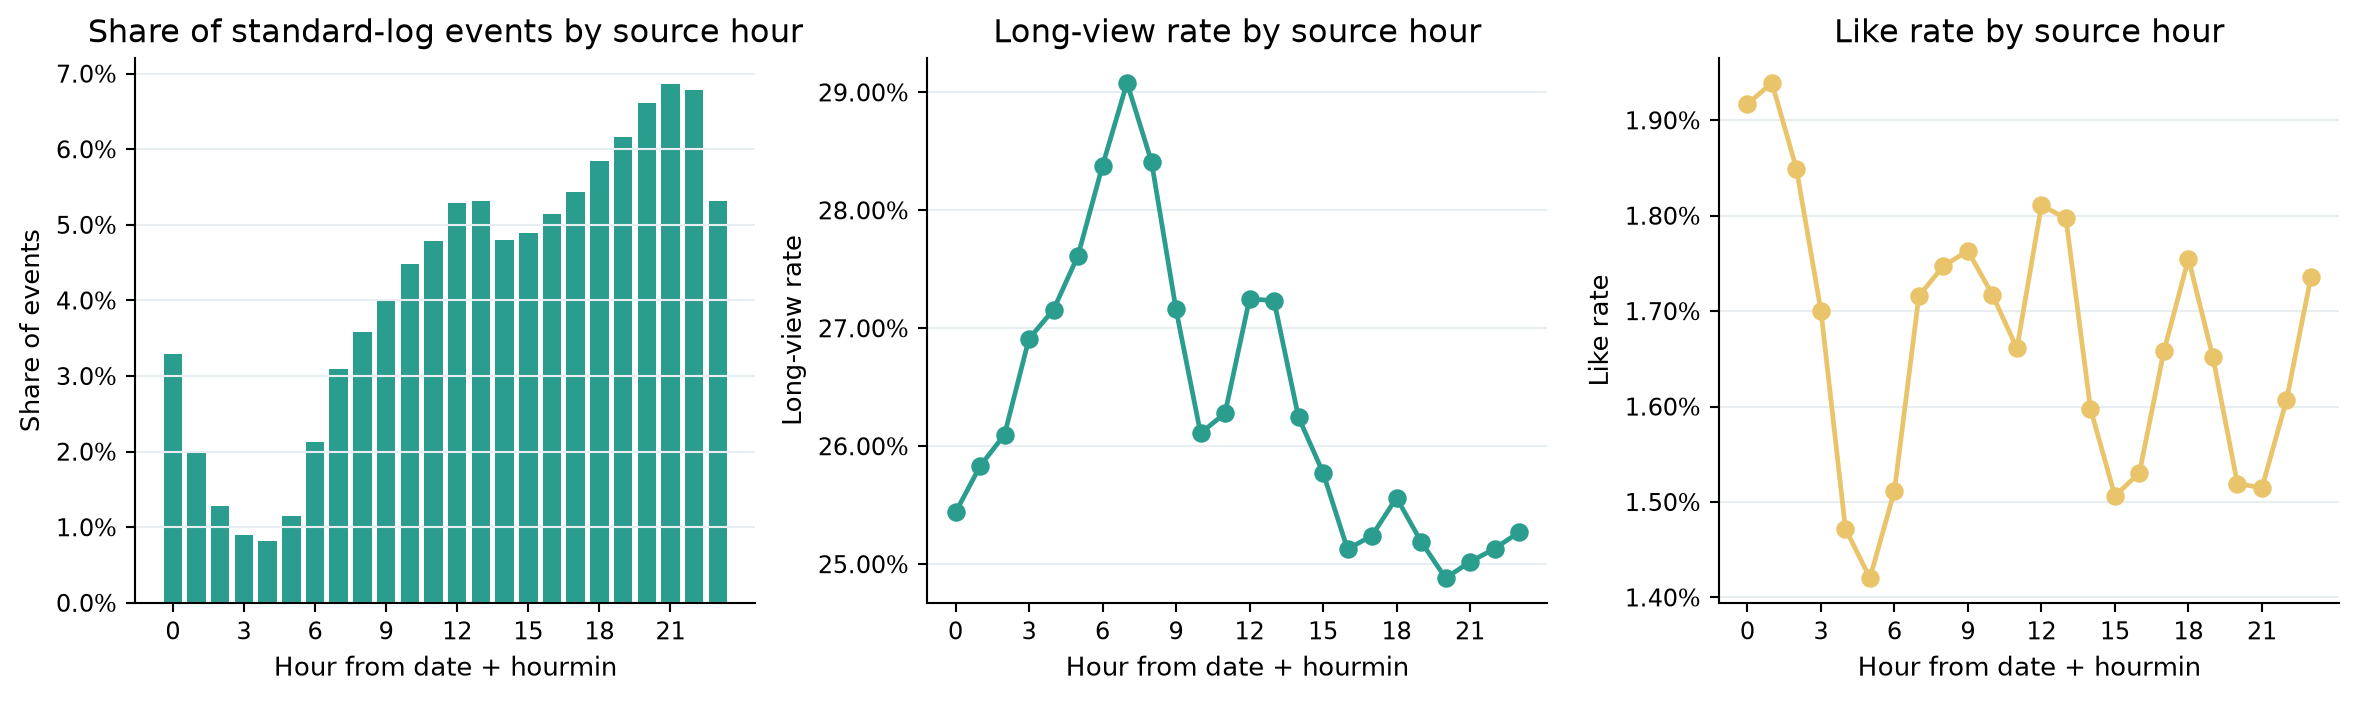 Share of standard-log events by source hour
Share of events
7.0%
6.0%
5.0%
4.0%
3.0%
2.0%
1.0%
0.0%
0 3 6 9 12 15 18 21
Hour from date + hourmin
Long-view rate by source hour
Long-view rate
29.00%
28.00%
27.00%
26.00%
25.00%
0 3 6 9 12 15 18 21
Hour from date + hourmin
Like rate by source hour
Like rate
1.90%
1.80%
1.70%
1.60%
1.50%
1.40%
0 3 6 9 12 15 18 21
Hour from date + hourmin